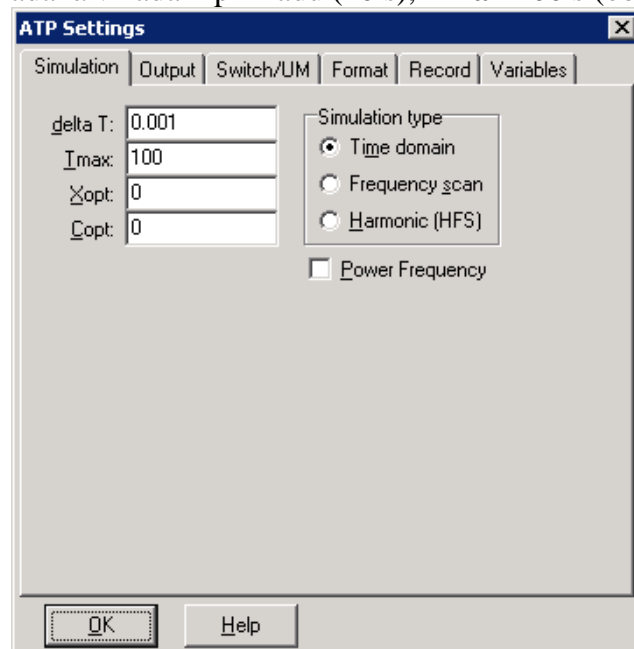 ATP Settings
Simulation Output Switch/UM Format Record Variables
delta T: 0.001
Tmax: 100
Xopt: 0
Copt: 0
Simulation type
Time domain
Frequency scan
Harmonic (HFS)
Power Frequency
OK Help